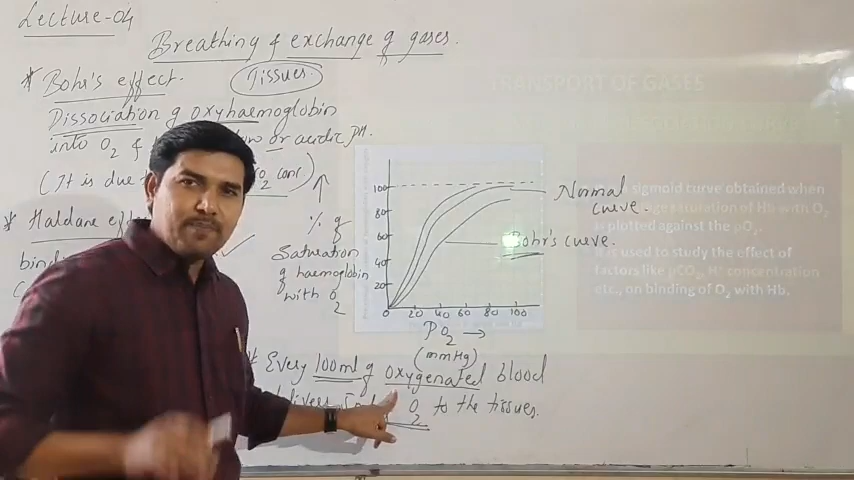 Lecture-04
Breathing & exchange of gases.
* Bohr's effect. Tissues
Dissociation of oxyhaemoglobin
into O2 & low or acidic pH.
(It is due O2 conc)
* Haldane eff
bindi
% of
Saturation
of haemoglobin
with O2
100
80
60
40
20
0 20 40 60 80 100
PO2 →
(mmHg)
Normal
curve.
Bohr's curve.
* Every 100ml of oxygenated blood
O2 to the tissues.
TRANSPORT OF GASES
sigmoid curve obtained when
saturation of Hb with O2
is plotted against the pO2.
is used to study the effect of
factors like pCO2, H+ concentration
etc., on binding of O2 with Hb.